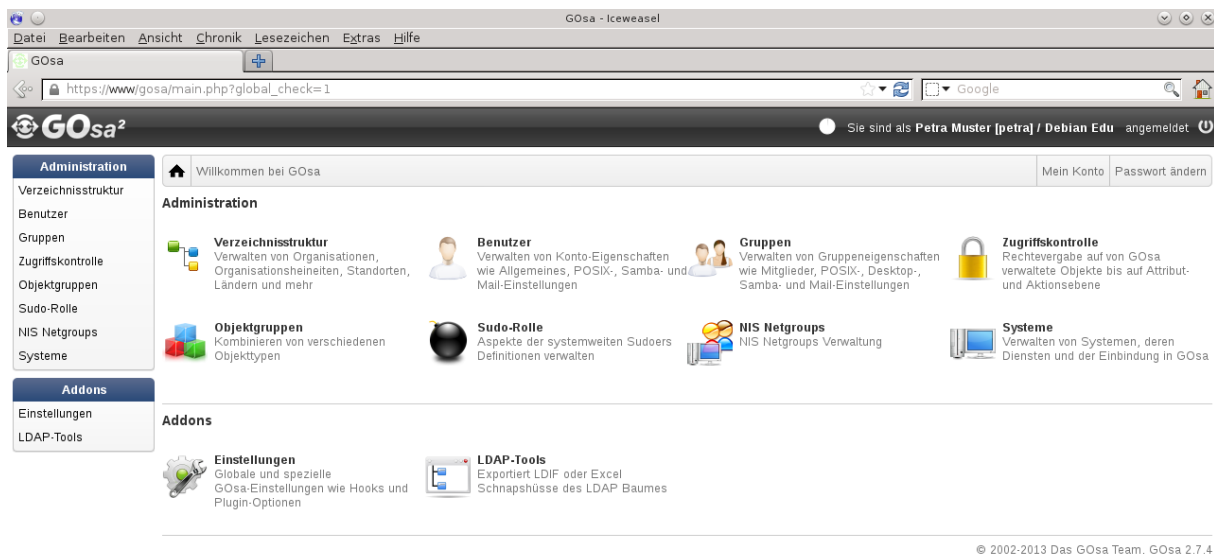 GOsa - Iceweasel
Datei Bearbeiten Ansicht Chronik Lesezeichen Extras Hilfe
GOsa
https://www/gosa/main.php?global_check=1
Google
GOsa²
Sie sind als Petra Muster [petra] / Debian Edu angemeldet
Administration
Verzeichnisstruktur
Benutzer
Gruppen
Zugriffskontrolle
Objektgruppen
Sudo-Rolle
NIS Netgroups
Systeme
Addons
Einstellungen
LDAP-Tools
Willkommen bei GOsa
Mein Konto
Passwort ändern
Administration
Verzeichnisstruktur
Verwalten von Organisationen,
Organisationsheineiten, Standorten,
Ländern und mehr
Benutzer
Verwalten von Konto-Eigenschaften
wie Allgemeines, POSIX-, Samba- und
Mail-Einstellungen
Gruppen
Verwalten von Gruppeneigenschaften
wie Mitglieder, POSIX-, Desktop-,
Samba- und Mail-Einstellungen
Zugriffskontrolle
Rechtevergabe auf von GOsa
verwaltete Objekte bis auf Attribut-
und Aktionsebene
Objektgruppen
Kombinieren von verschiedenen
Objekttypen
Sudo-Rolle
Aspekte der systemweiten Sudoers
Definitionen verwalten
NIS Netgroups
NIS Netgroups Verwaltung
Systeme
Verwalten von Systemen, deren
Diensten und der Einbindung in GOsa
Addons
Einstellungen
Globale und spezielle
GOsa-Einstellungen wie Hooks und
Plugin-Optionen
LDAP-Tools
Exportiert LDIF oder Excel
Schnapshüsse des LDAP Baumes
© 2002-2013 Das GOsa Team, GOsa 2.7.4